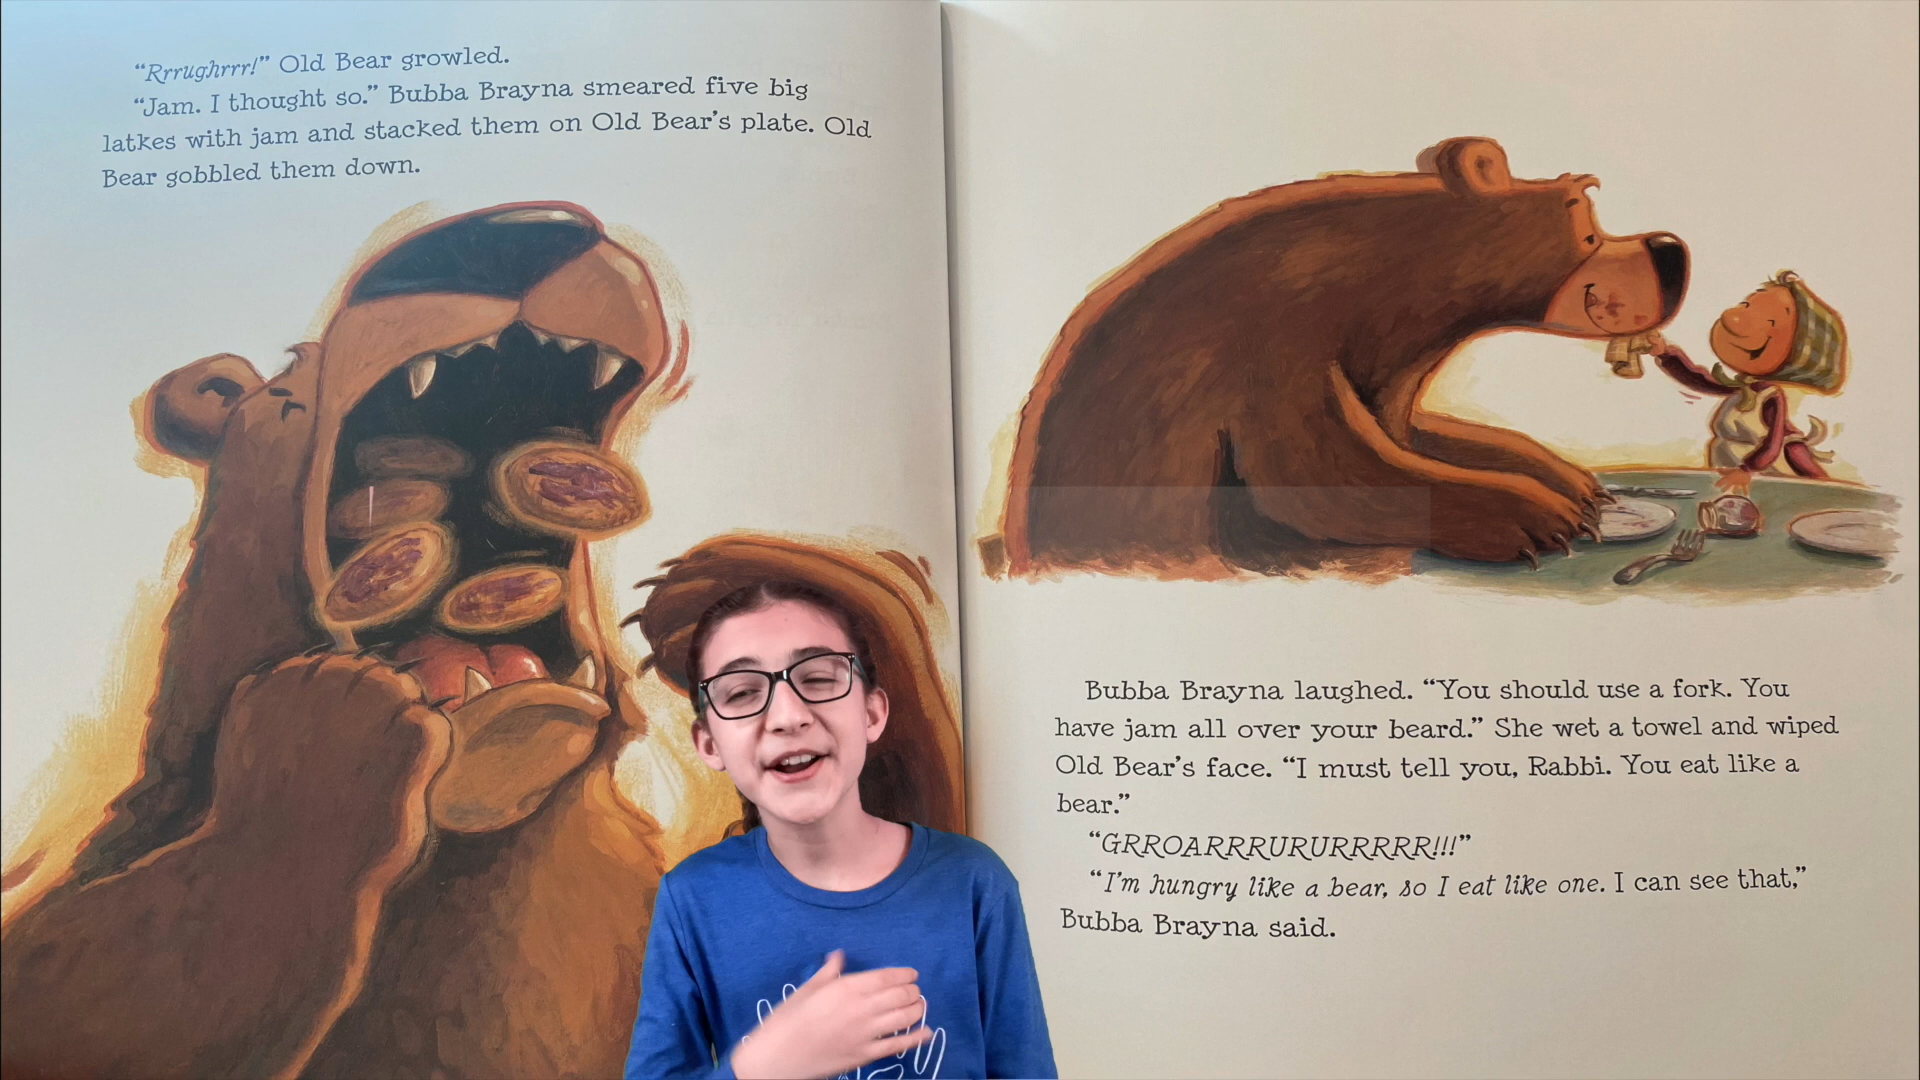 “Rrrughrrr!” Old Bear growled.
“Jam. I thought so.” Bubba Brayna smeared five big
latkes with jam and stacked them on Old Bear’s plate. Old
Bear gobbled them down.
Bubba Brayna laughed. “You should use a fork. You
have jam all over your beard.” She wet a towel and wiped
Old Bear’s face. “I must tell you, Rabbi. You eat like a
bear.”
“GRROARRRURURRRRR!!!”
“I’m hungry like a bear, so I eat like one. I can see that,”
Bubba Brayna said.